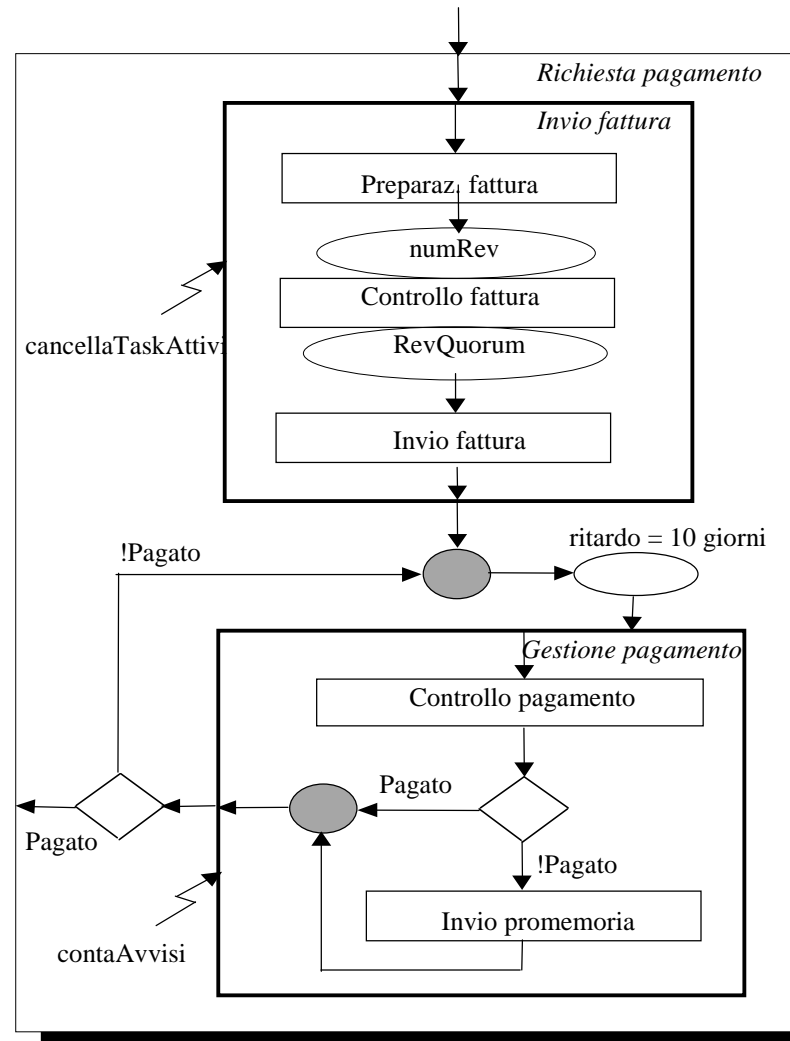 Richiesta pagamento
Invio fattura
Preparaz. fattura
numRev
Controllo fattura
cancellaTaskAttivi
RevQuorum
Invio fattura
!Pagato
ritardo = 10 giorni
Gestione pagamento
Controllo pagamento
Pagato
Pagato
!Pagato
Invio promemoria
contaAvvisi